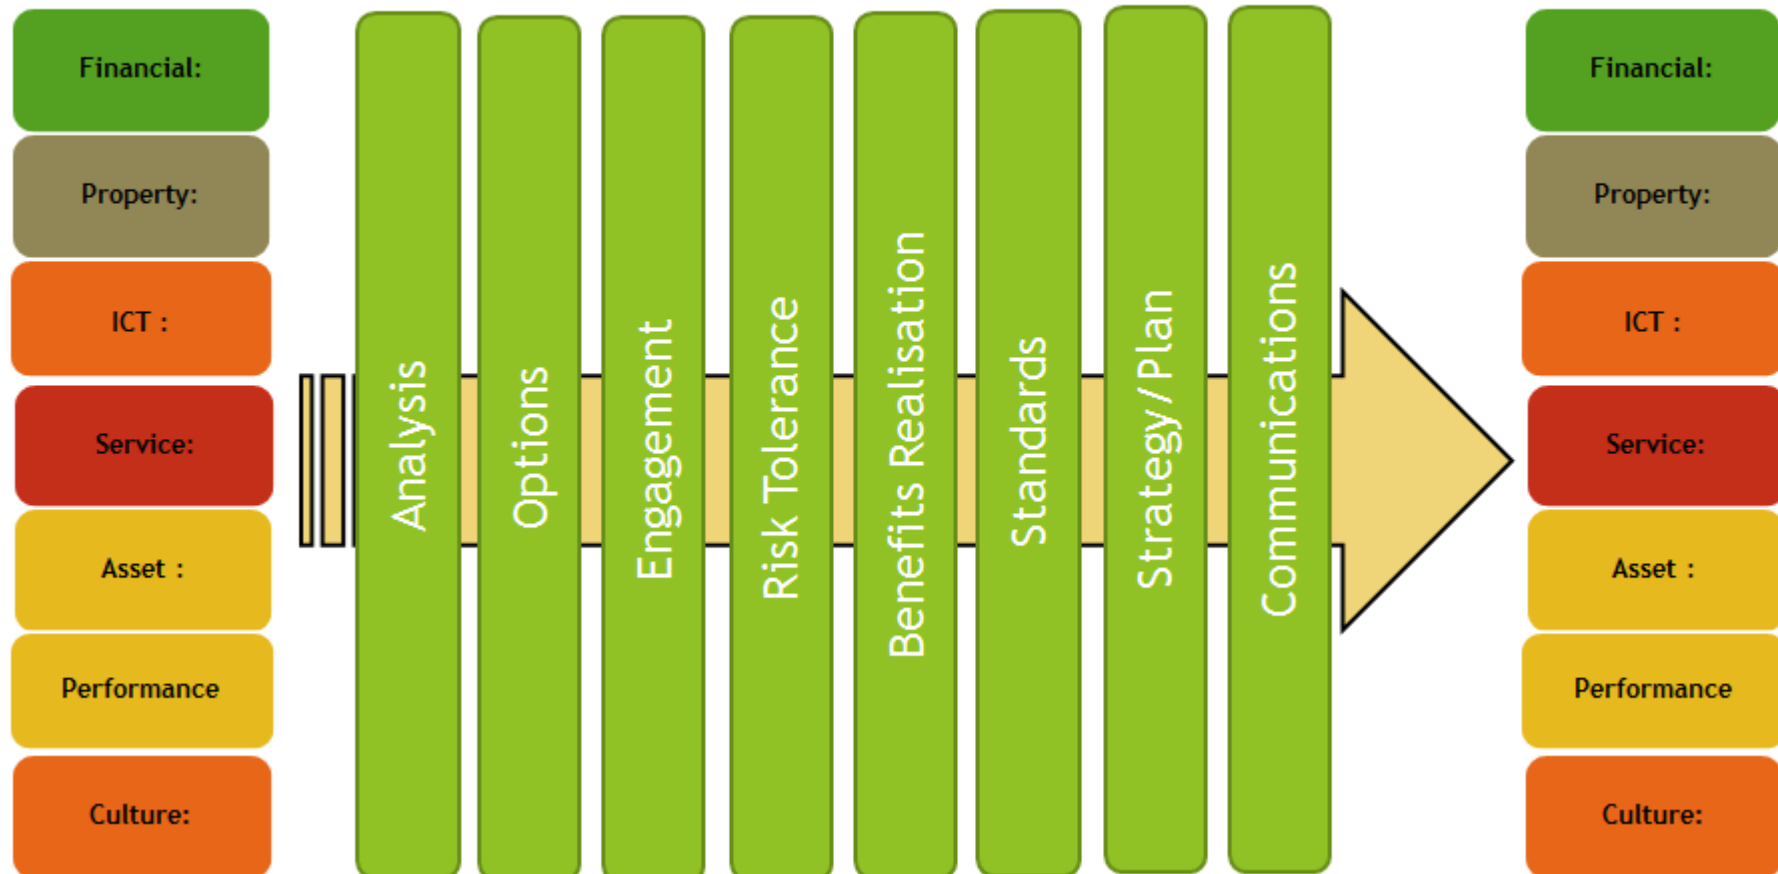 Financial:
Property:
ICT :
Service:
Asset :
Performance
Culture:
Analysis
Options
Engagement
Risk Tolerance
Benefits Realisation
Standards
Strategy/Plan
Communications
Financial:
Property:
ICT :
Service:
Asset :
Performance
Culture: